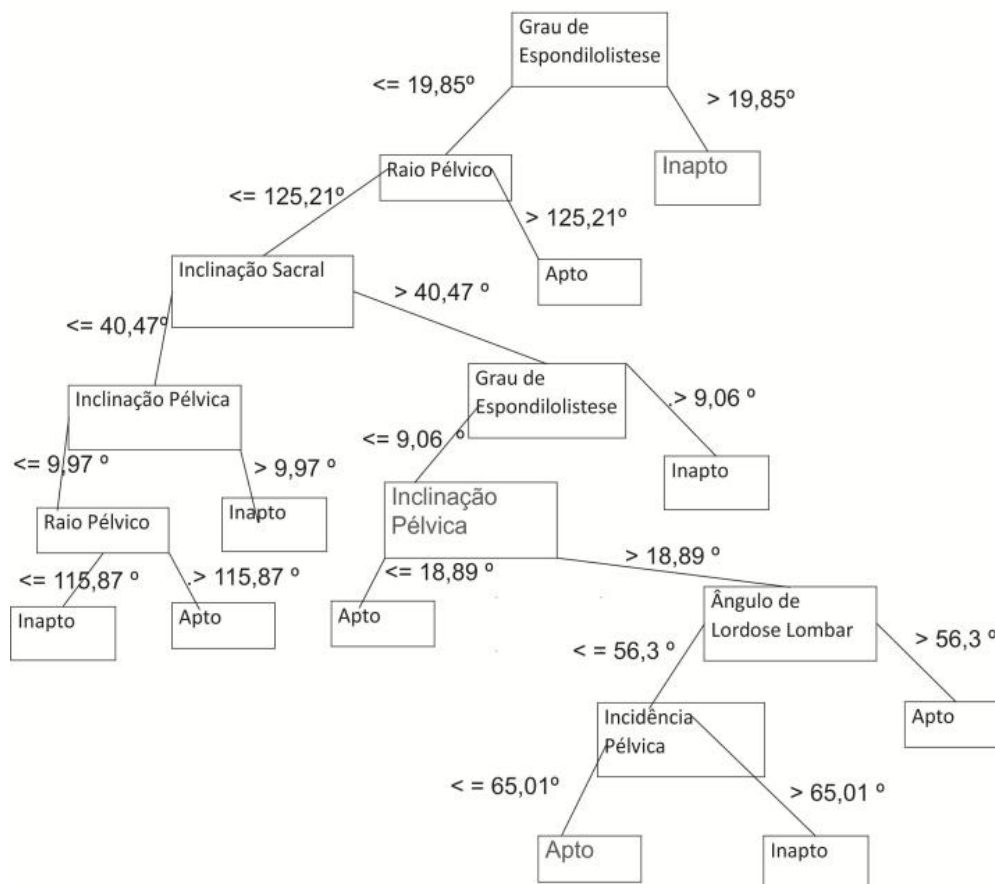 Grau de
Espondilolistese
<= 19,85º
> 19,85º
Raio Pélvico
Inapto
<= 125,21º
> 125,21º
Inclinação Sacral
Apto
> 40,47 º
<= 40,47º
Inclinação Pélvica
Grau de
Espondilolistese
.> 9,06 º
<= 9,06 º
<= 9,97 º
> 9,97 º
Inapto
Inclinação
Pélvica
Raio Pélvico
Inapto
> 18,89 º
<= 115,87 º
.> 115,87 º
<= 18,89 º
Inapto
Apto
Apto
Ângulo de
Lordose Lombar
< = 56,3 º
> 56,3 º
Incidência
Pélvica
Apto
< = 65,01º
> 65,01 º
Apto
Inapto